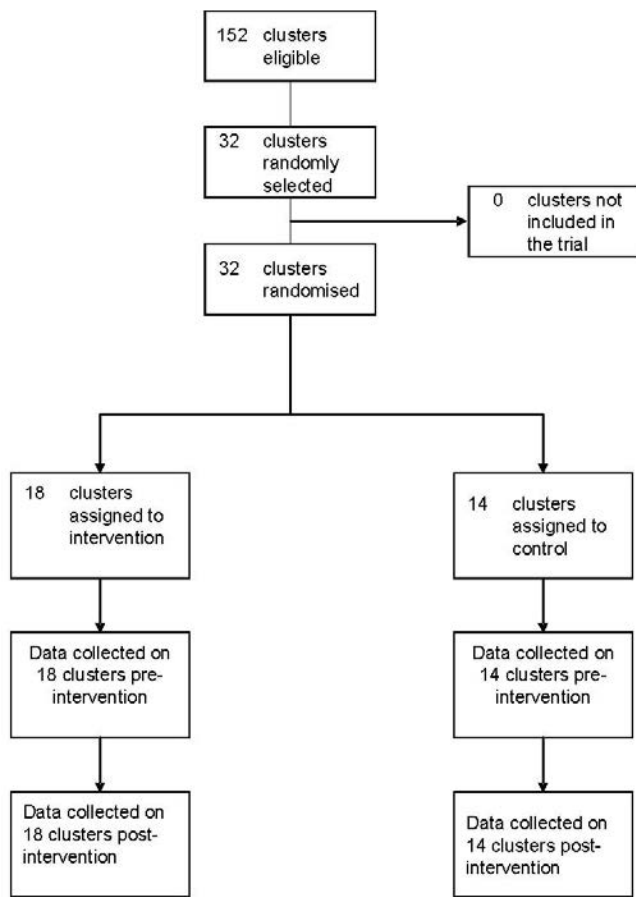 152 clusters
eligible
32 clusters
randomly
selected
0 clusters not
included in
the trial
32 clusters
randomised
18 clusters
assigned to
intervention
14 clusters
assigned to
control
Data collected on
18 clusters pre-
intervention
Data collected on
14 clusters pre-
intervention
Data collected on
18 clusters post-
intervention
Data collected on
14 clusters post-
intervention